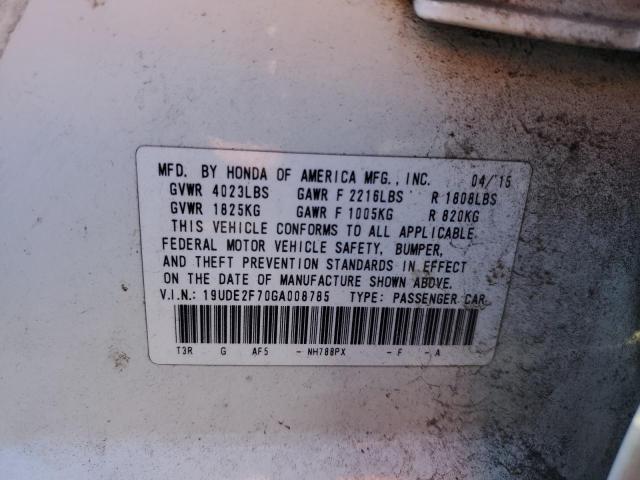 MFD. BY HONDA OF AMERICA MFG., INC. 04/15
GVWR 4023LBS GAWR F 2216LBS R 1808LBS
GVWR 1825KG GAWR F 1005KG R 820KG
THIS VEHICLE CONFORMS TO ALL APPLICABLE
FEDERAL MOTOR VEHICLE SAFETY, BUMPER,
AND THEFT PREVENTION STANDARDS IN EFFECT
ON THE DATE OF MANUFACTURE SHOWN ABOVE.
V.I.N.: 19UDE2F70GA008785 TYPE: PASSENGER CAR
T3R G AF5 - NH788PX - F - A